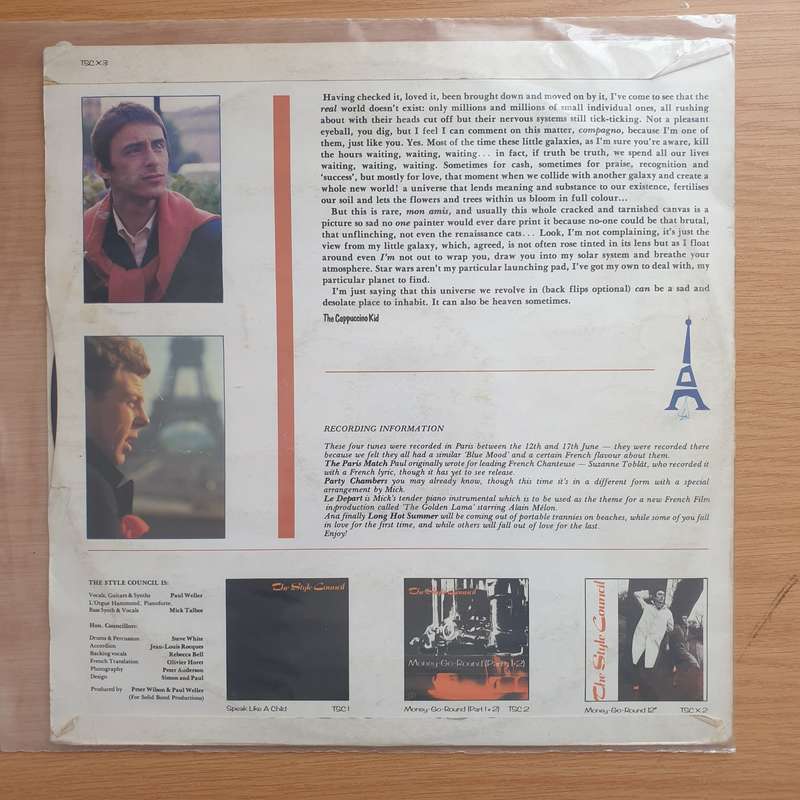 TSC X 3
Having checked it, loved it, been brought down and moved on by it, I've come to see that the
real world doesn't exist: only millions and millions of small individual ones, all rushing
about with their heads cut off but their nervous systems still tick-ticking. Not a pleasant
eyeball, you dig, but I feel I can comment on this matter, compagno, because I'm one of
them, just like you. Yes. Most of the time these little galaxies, as I'm sure you're aware, kill
the hours waiting, waiting, waiting... in fact, if truth be truth, we spend all our lives
waiting, waiting, waiting. Sometimes for cash, sometimes for praise, recognition and
'success', but mostly for love, that moment when we collide with another galaxy and create a
whole new world! a universe that lends meaning and substance to our existence, fertilises
our soil and lets the flowers and trees within us bloom in full colour...
But this is rare, mon amis, and usually this whole cracked and tarnished canvas is a
picture so sad no one painter would ever dare print it because no-one could be that brutal,
that unflinching, not even the renaissance cats... Look, I'm not complaining, it's just the
view from my little galaxy, which, agreed, is not often rose tinted in its lens but as I float
around even I'm not out to wrap you, draw you into my solar system and breathe your
atmosphere. Star wars aren't my particular launching pad, I've got my own to deal with, my
particular planet to find.
I'm just saying that this universe we revolve in (back flips optional) can be a sad and
desolate place to inhabit. It can also be heaven sometimes.
The Cappuccino Kid
RECORDING INFORMATION
These four tunes were recorded in Paris between the 12th and 17th June — they were recorded there
because we felt they all had a similar 'Blue Mood' and a certain French flavour about them.
The Paris Match Paul originally wrote for leading French Chanteuse — Suzanne Toblât, who recorded it
with a French lyric, though it has yet to see release.
Party Chambers you may already know, though this time it's in a different form with a special
arrangement by Mick.
Le Depart is Mick's tender piano instrumental which is to be used as the theme for a new French Film
in-production called 'The Golden Lama' starring Alain Mélon.
And finally Long Hot Summer will be coming out of portable trannies on beaches, while some of you fall
in love for the first time, and while others will fall out of love for the last.
Enjoy!
THE STYLE COUNCIL IS:
Vocals, Guitars & Synths Paul Weller
L'Orgue Hammond, Pianoforte
Bass Synth & Vocals Mick Talbot
Hon. Councillors:
Drums & Percussion Steve White
Accordion Jean-Louis Rocques
Backing vocals Rebecca Bell
French Translation Olivier Horet
Photography Peter Anderson
Design Simon and Paul
Produced by Peter Wilson & Paul Weller
(For Solid Bond Productions)
The Style Council
Speak Like A Child TSC 1
The Style Council
Money-Go-Round (Parts 1+2)
Money-Go-Round (Part 1+2) TSC 2
The Style Council
Money-Go-Round 12" TSC X 2